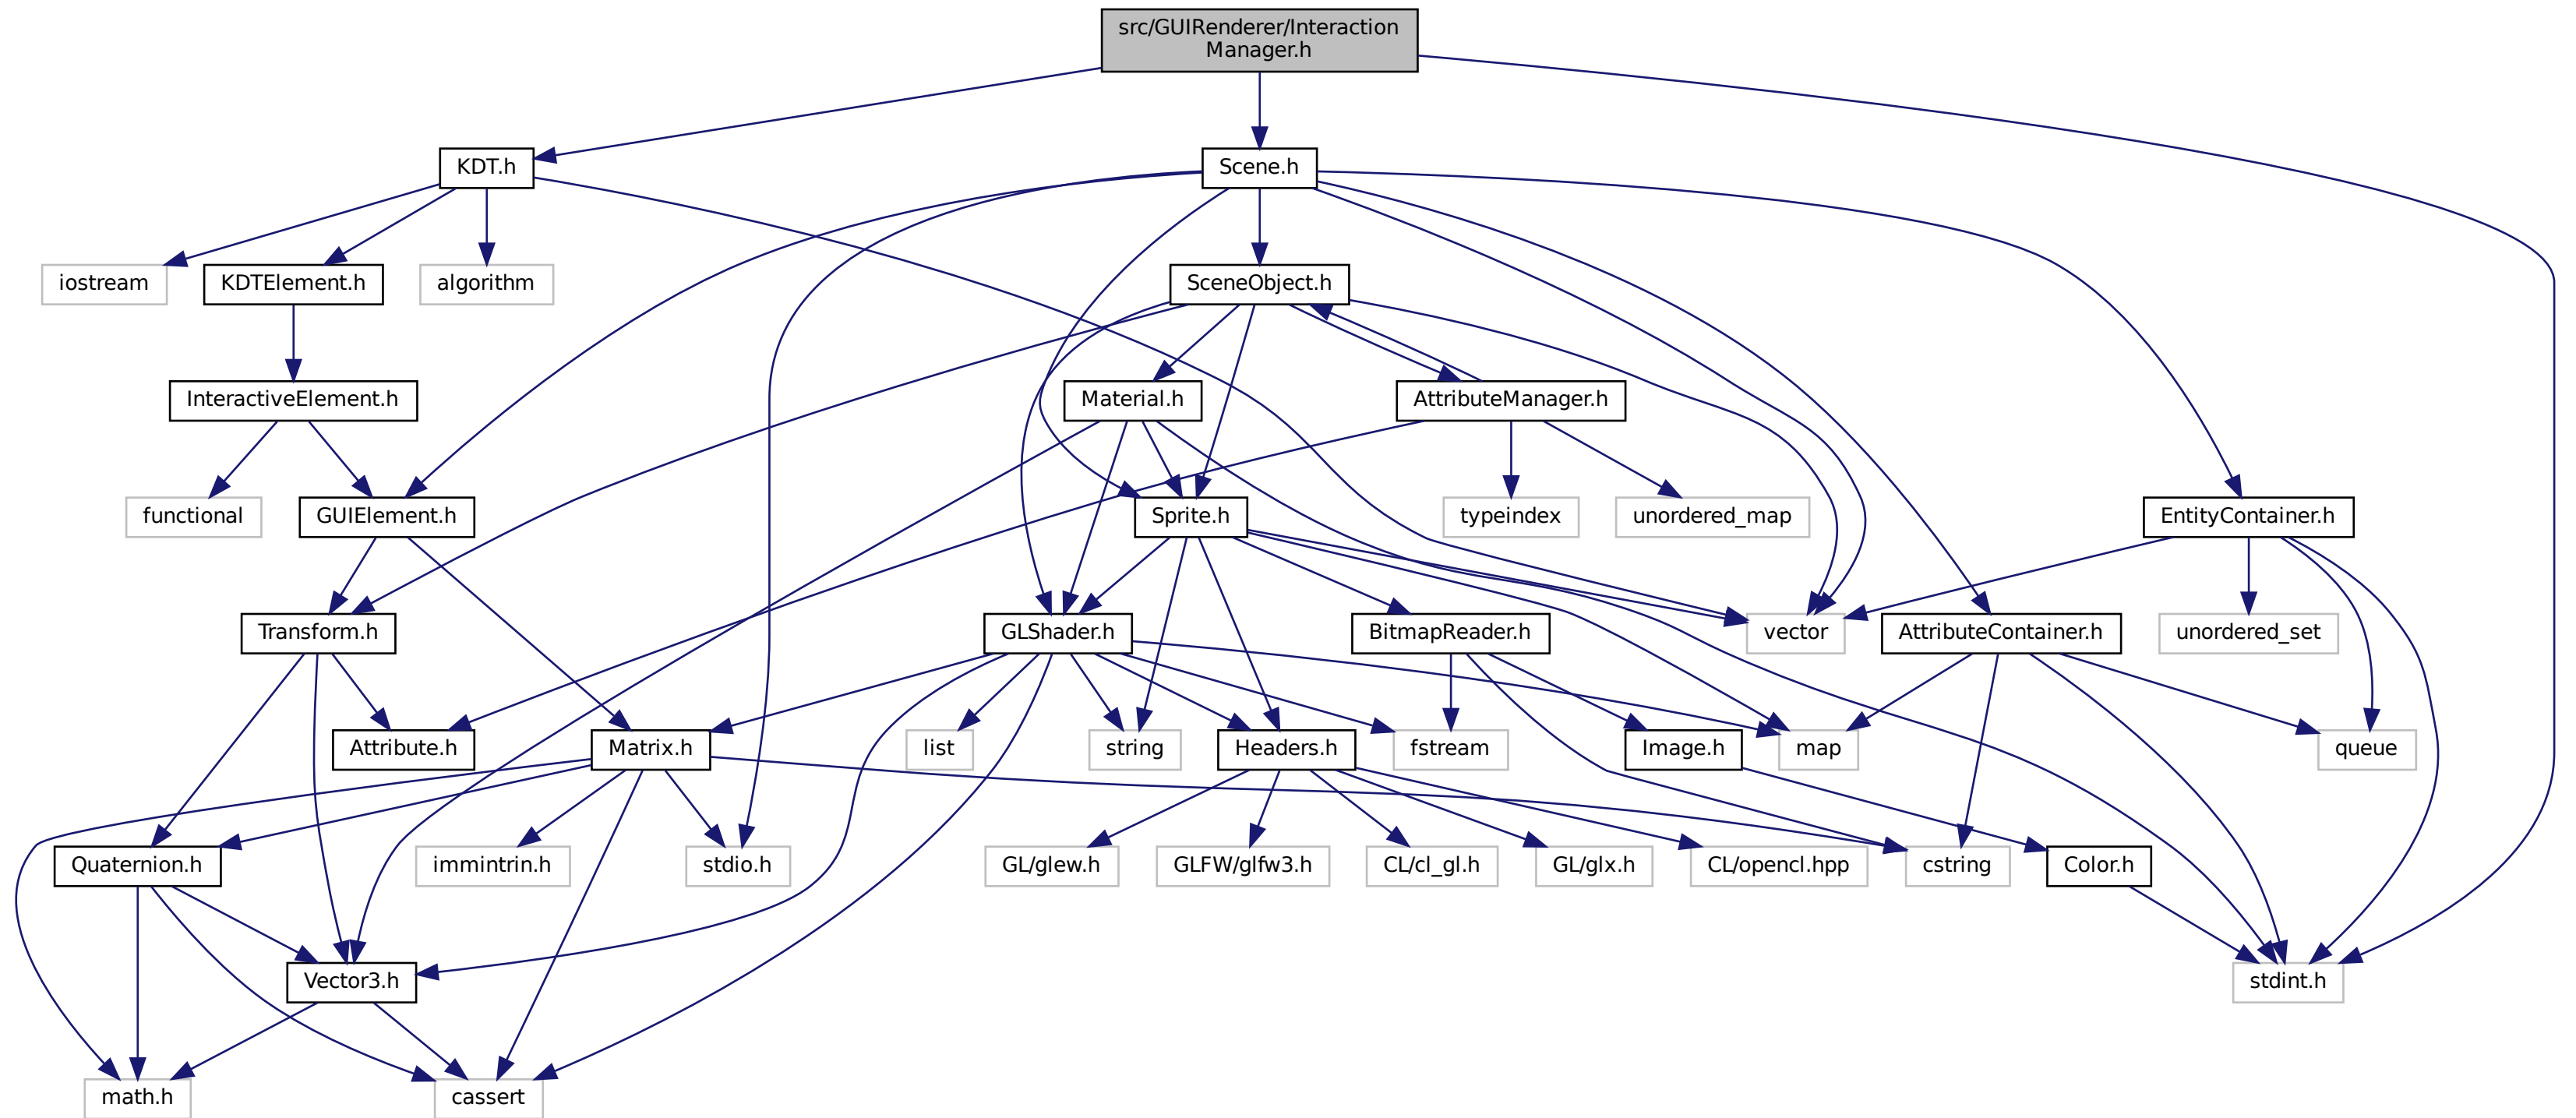 src/GUIRenderer/Interaction
Manager.h
KDT.h
Scene.h
iostream
KDTElement.h
algorithm
SceneObject.h
InteractiveElement.h
Material.h
AttributeManager.h
functional
GUIElement.h
Sprite.h
typeindex
unordered_map
EntityContainer.h
Transform.h
GLShader.h
BitmapReader.h
vector
AttributeContainer.h
unordered_set
Attribute.h
Matrix.h
list
string
Headers.h
fstream
Image.h
map
queue
Quaternion.h
immintrin.h
stdio.h
GL/glew.h
GLFW/glfw3.h
CL/cl_gl.h
GL/glx.h
CL/opencl.hpp
cstring
Color.h
Vector3.h
stdint.h
math.h
cassert